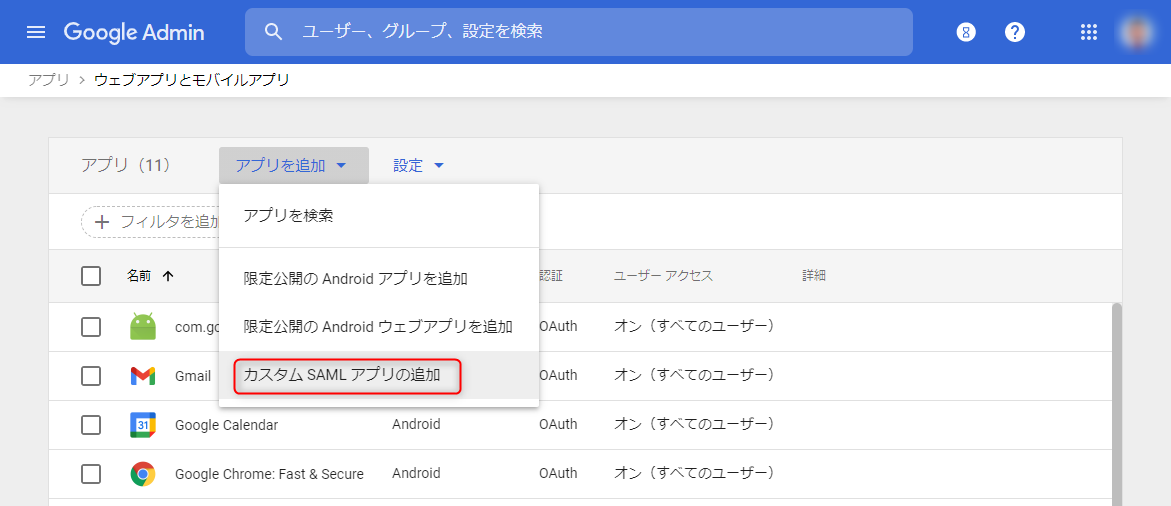 Google Admin
ユーザー、グループ、設定を検索
アプリ > ウェブアプリとモバイルアプリ
アプリ（11） アプリを追加 設定
フィルタを追加
アプリを検索
限定公開の Android アプリを追加
限定公開の Android ウェブアプリを追加
カスタム SAML アプリの追加
名前 認証 ユーザー アクセス 詳細
com.go OAuth オン（すべてのユーザー）
Gmail OAuth オン（すべてのユーザー）
31
Google Calendar Android OAuth オン（すべてのユーザー）
Google Chrome: Fast & Secure Android OAuth オン（すべてのユーザー）